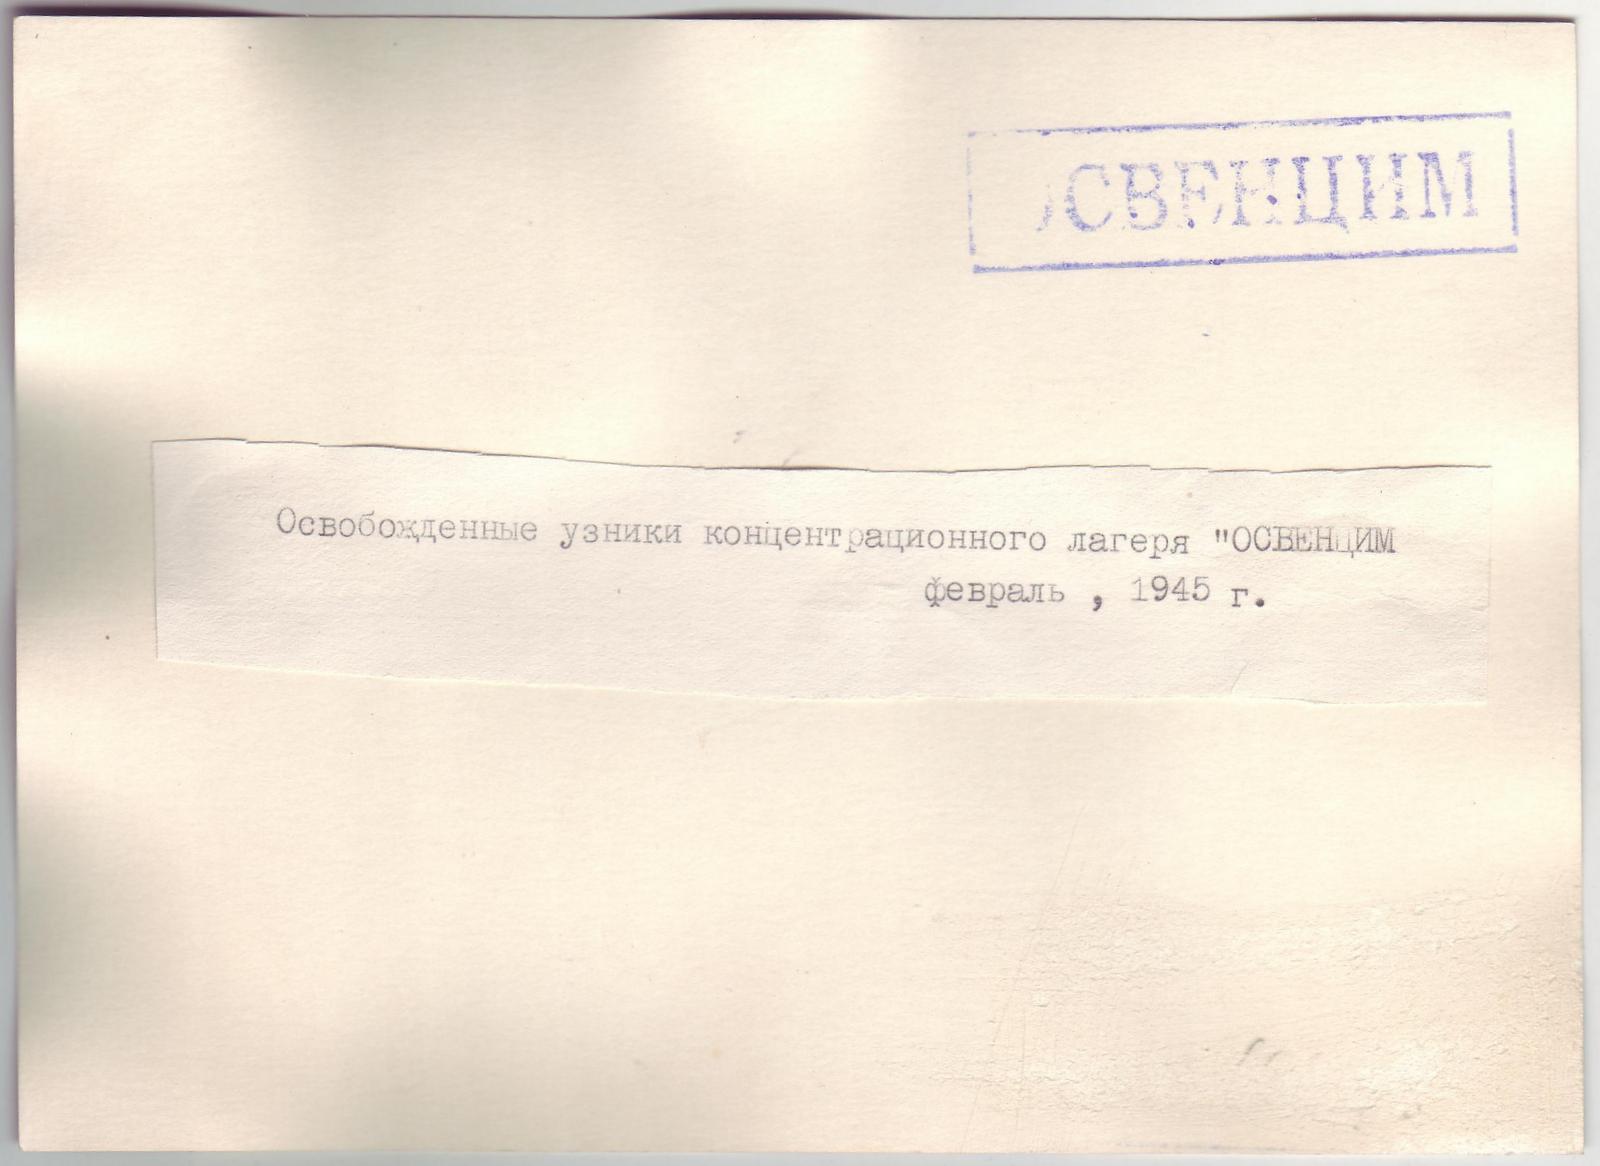 ОСВЕНЦИМ
Освобожденные узники концентрационного лагеря "ОСВЕНЦИМ
февраль , 1945 г.